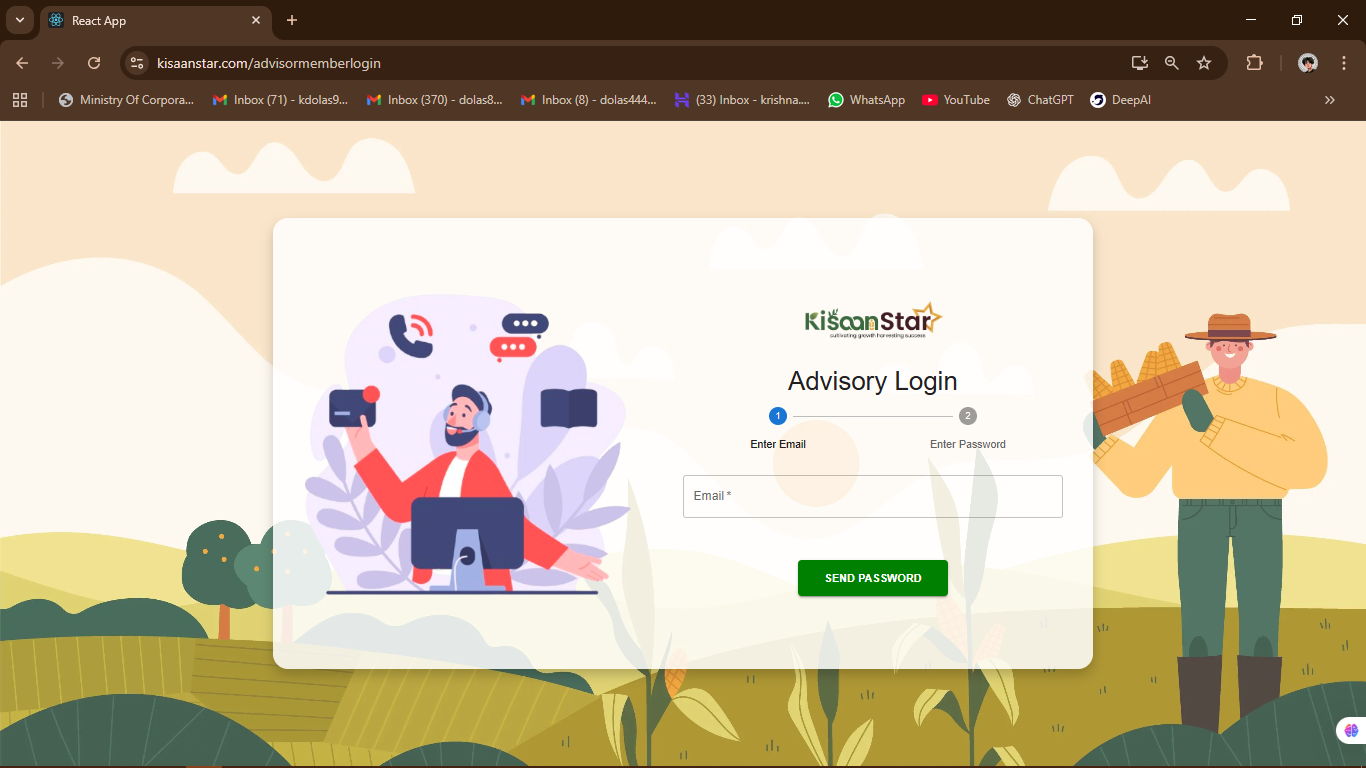 React App
kisaanstar.com/advisormemberlogin
Ministry Of Corpora...
Inbox (71) - kdolas9...
Inbox (370) - dolas8...
Inbox (8) - dolas444...
(33) Inbox - krishna....
WhatsApp
YouTube
ChatGPT
DeepAI
KisaanStar
cultivating growth harvesting success
Advisory Login
1
2
Enter Email
Enter Password
Email *
SEND PASSWORD